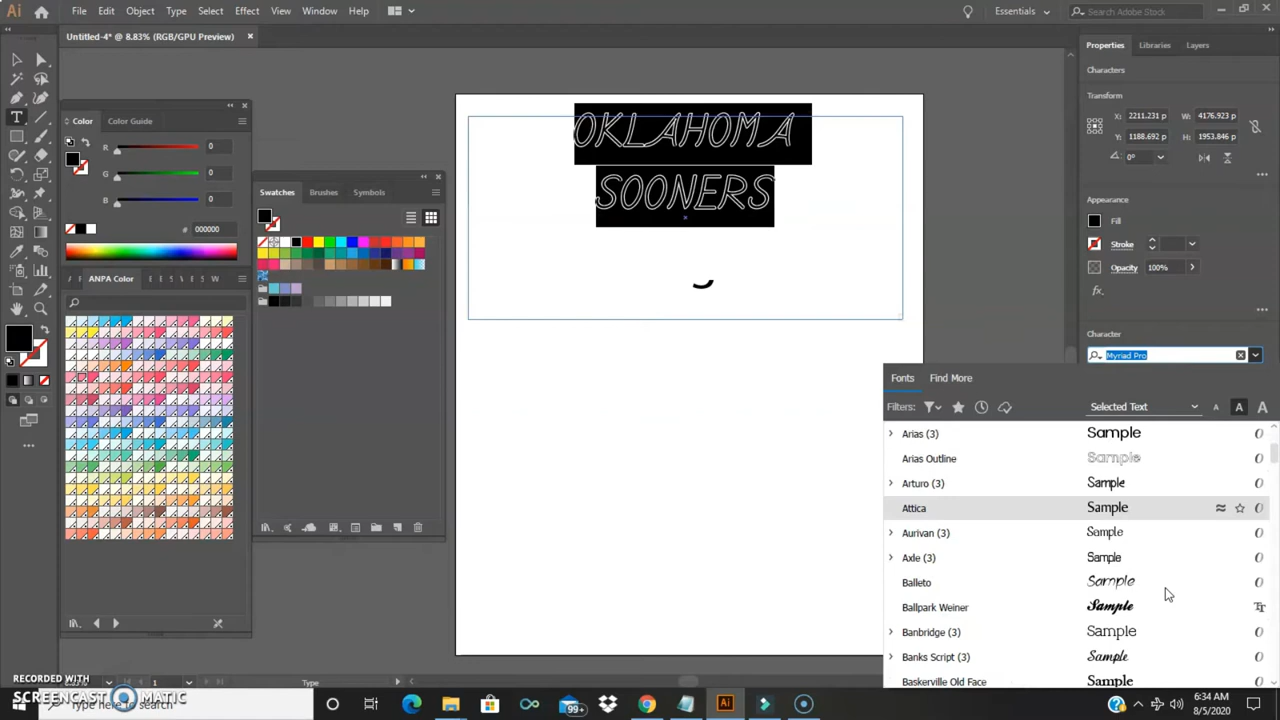 Ai File Edit Object Type Select Effect View Window Help Essentials Search Adobe Stock
Untitled-4* @ 8.83% (RGB/GPU Preview)
Properties Libraries Layers
Characters
Transform
X: 2211.231 p W: 4176.923 p
Y: 1188.692 p H: 1953.846 p
0°
Appearance
Fill
Stroke
Opacity 100%
fx.
Character
Myriad Pro
Color Color Guide
R 0
G 0
B 0
# 000000
ANPA Color
Swatches Brushes Symbols
OKLAHOMA
SOONERS
Fonts Find More
Filters: Selected Text A A A
Arias (3) Sample
Arias Outline Sample
Arturo (3) Sample
Attica Sample
Aurivan (3) Sample
Axle (3) Sample
Balleto Sample
Ballpark Weiner Sample
Banbridge (3) Sample
Banks Script (3) Sample
Baskerville Old Face Sample
1 Type
RECORDED WITH
SCREENCAST MATIC
Type here to search
99+
6:34 AM
8/5/2020